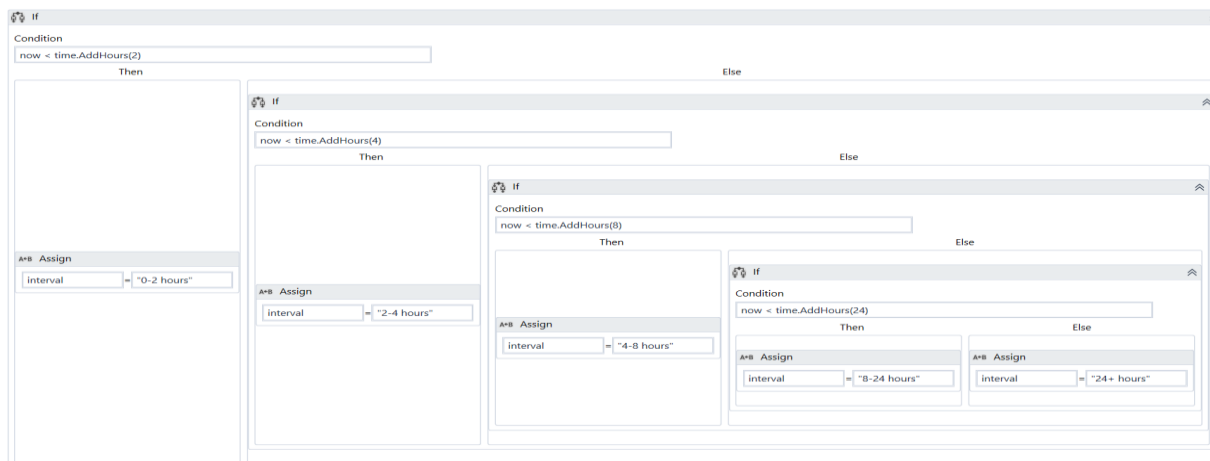 If
Condition
now < time.AddHours(2)
Then
Else
If
Condition
now < time.AddHours(4)
Then
Else
If
Condition
now < time.AddHours(8)
Then
Else
A*B Assign
interval = "0-2 hours"
If
Condition
now < time.AddHours(24)
A*B Assign
interval = "2-4 hours"
Then
Else
A*B Assign
interval = "4-8 hours"
A*B Assign
interval = "8-24 hours"
A*B Assign
interval = "24+ hours"